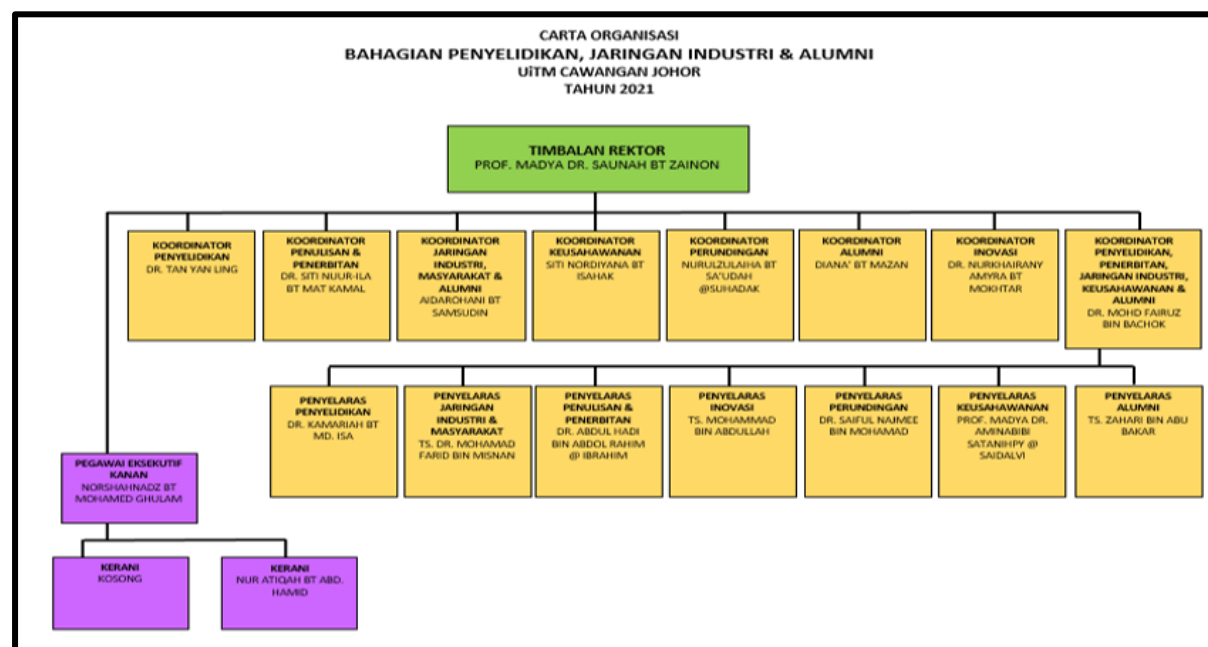 CARTA ORGANISASI
BAHAGIAN PENYELIDIKAN, JARINGAN INDUSTRI & ALUMNI
UiTM CAWANGAN JOHOR
TAHUN 2021
TIMBALAN REKTOR
PROF. MADYA DR. SAUNAH BT ZAINON
KOORDINATOR
PENYELIDIKAN
DR. TAN YAN LING
KOORDINATOR
PENULISAN &
PENERBITAN
DR. SITI NUUR-ILA
BT MAT KAMAL
KOORDINATOR
JARINGAN
INDUSTRI,
MASYARAKAT &
ALUMNI
AIDAROHANI BT
SAMSUDIN
KOORDINATOR
KEUSAHAWANAN
SITI NORDIYANA BT
ISAHAK
KOORDINATOR
PERUNDINGAN
NURULZULAIHA BT
SA'UDAH
@SUHADAK
KOORDINATOR
ALUMNI
DIANA' BT MAZAN
KOORDINATOR
INOVASI
DR. NURKHAIRANY
AMYRA BT
MOKHTAR
KOORDINATOR
PENYELIDIKAN,
PENERBITAN,
JARINGAN INDUSTRI,
KEUSAHAWANAN &
ALUMNI
DR. MOHD FAIRUZ
BIN BACHOK
PENYELARAS
PENYELIDIKAN
DR. KAMARIAH BT
MD. ISA
PENYELARAS
JARINGAN
INDUSTRI &
MASYARAKAT
TS. DR. MOHAMAD
FARID BIN MISNAN
PENYELARAS
PENULISAN &
PENERBITAN
DR. ABDUL HADI
BIN ABDOL RAHIM
@ IBRAHIM
PENYELARAS
INOVASI
TS. MOHAMMAD
BIN ABDULLAH
PENYELARAS
PERUNDINGAN
DR. SAIFUL NAJMEE
BIN MOHAMAD
PENYELARAS
KEUSAHAWANAN
PROF. MADYA DR.
AMINABIBI
SATANIHPY @
SAIDALVI
PENYELARAS
ALUMNI
TS. ZAHARI BIN ABU
BAKAR
PEGAWAI EKSEKUTIF
KANAN
NORSHAHNADZ BT
MOHAMED GHULAM
KERANI
KOSONG
KERANI
NUR ATIQAH BT ABD.
HAMID